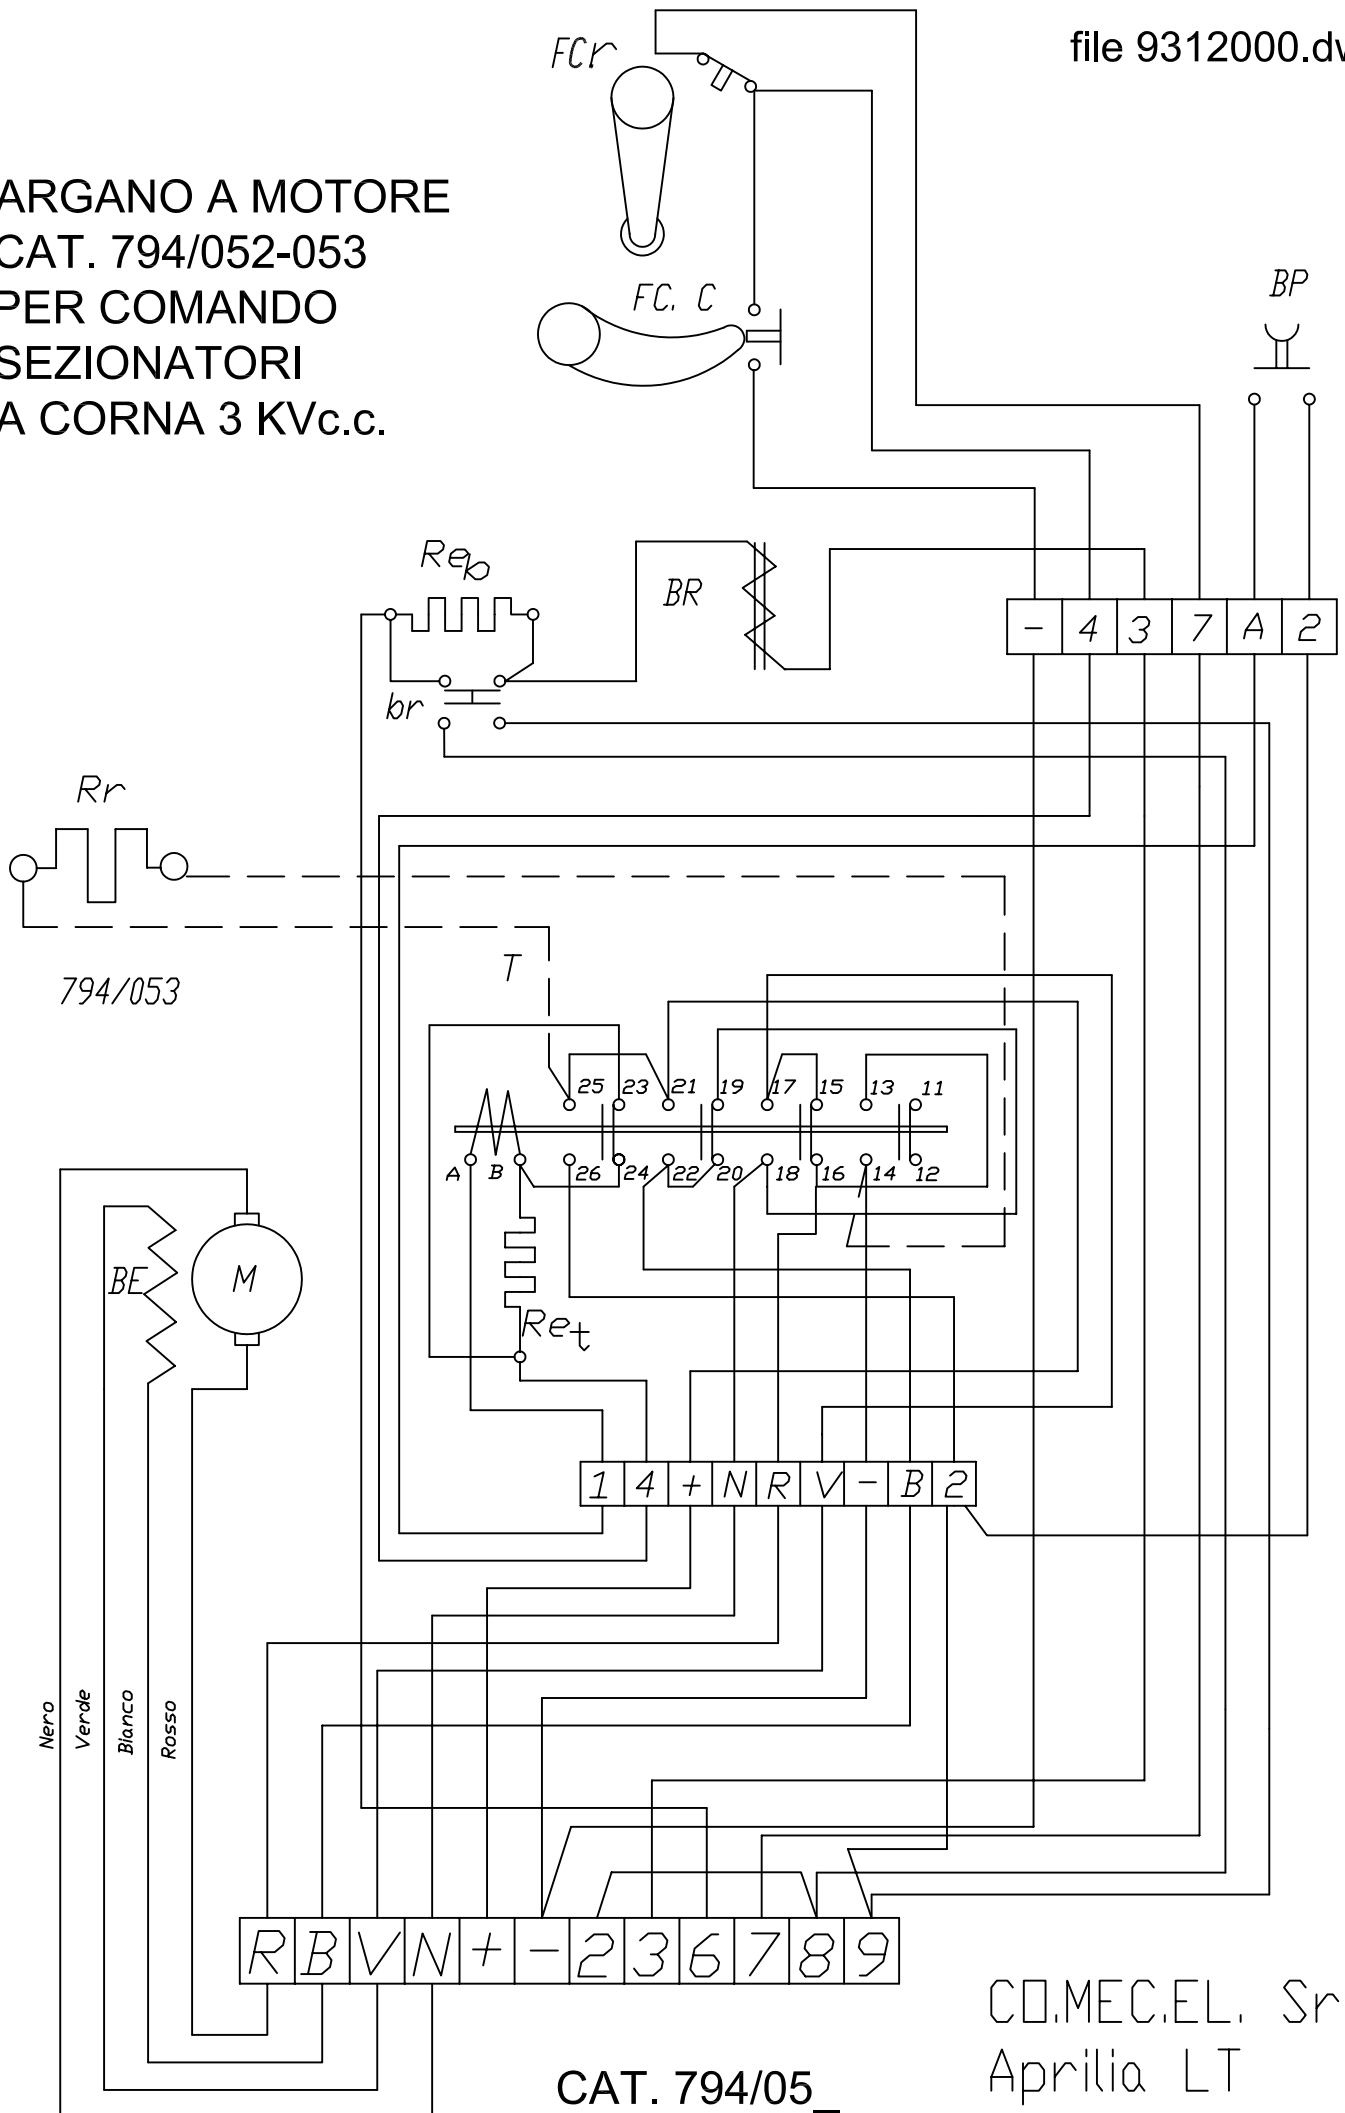 file 9312000.dw
FCr
ARGANO A MOTORE
CAT. 794/052-053
PER COMANDO
SEZIONATORI
A CORNA 3 KVc.c.
FC. C
BP
Reb
BR
- 4 3 7 A 2
br
Rr
T
794/053
25 23 21 19 17 15 13 11
A B 26 24 22 20 18 16 14 12
BE
M
Ret
1 4 + N R V - B 2
Nero
Verde
Bianco
Rosso
R B V N + - 2 3 6 7 8 9
CO.MEC.EL. Sr
Aprilia LT
CAT. 794/05_